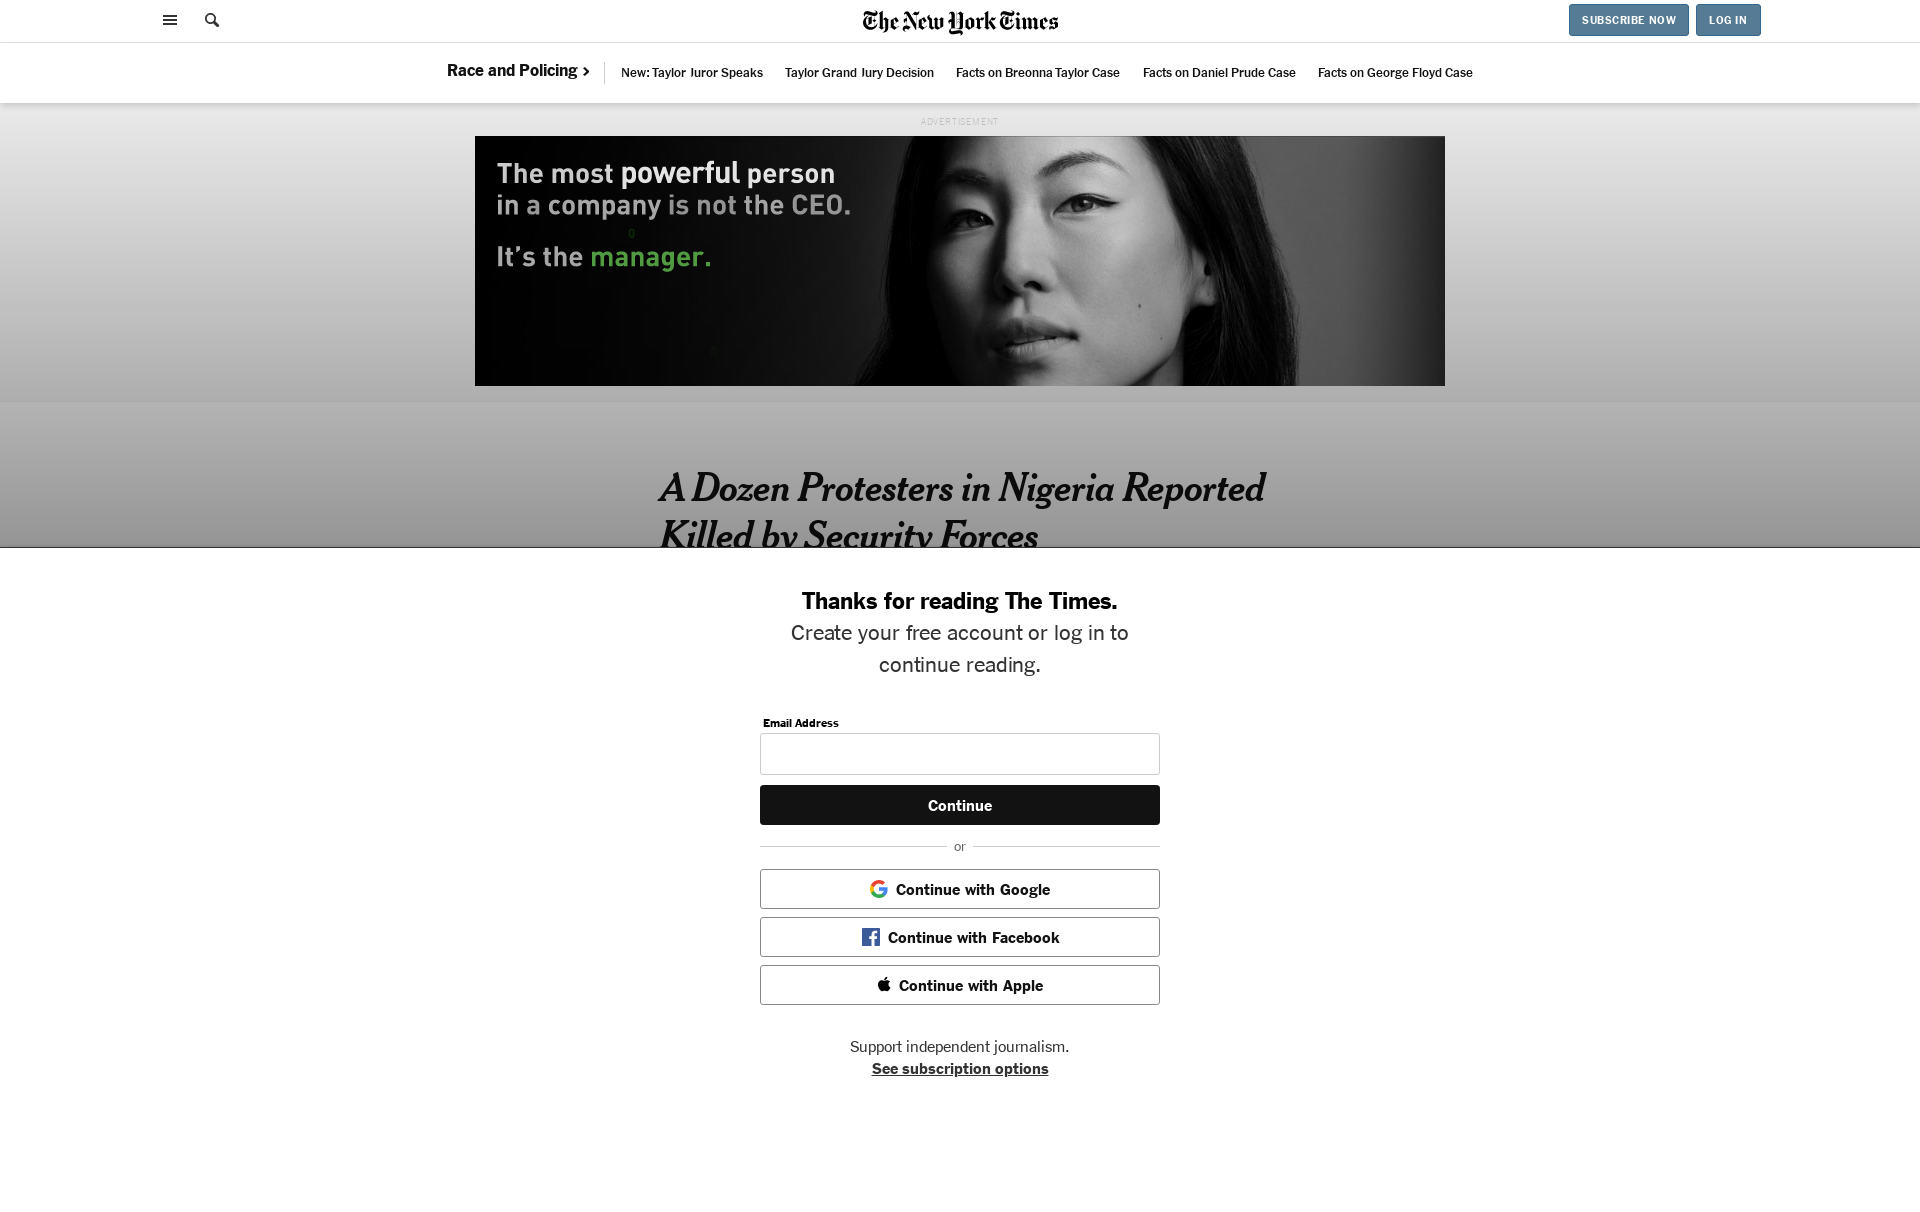 The New York Times
SUBSCRIBE NOW
LOG IN
Race and Policing
New: Taylor Juror Speaks
Taylor Grand Jury Decision
Facts on Breonna Taylor Case
Facts on Daniel Prude Case
Facts on George Floyd Case
ADVERTISEMENT
The most powerful person
in a company is not the CEO.
It's the manager.
A Dozen Protesters in Nigeria Reported
Killed by Security Forces
Thanks for reading The Times.
Create your free account or log in to
continue reading.
Email Address
Continue
or
Continue with Google
Continue with Facebook
Continue with Apple
Support independent journalism.
See subscription options